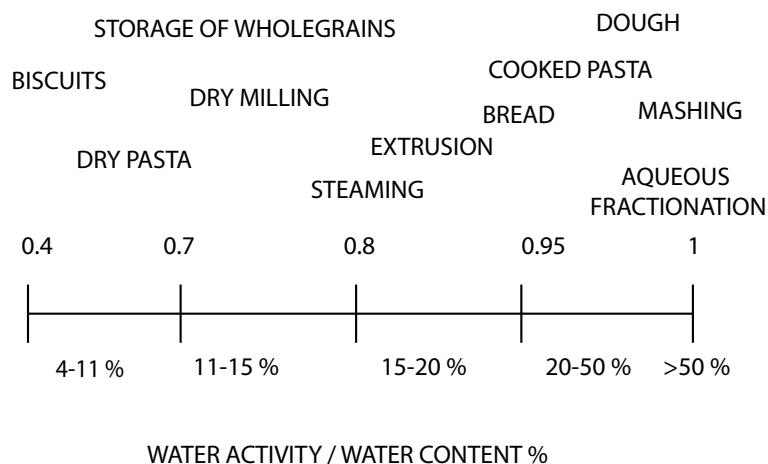 DOUGH
STORAGE OF WHOLEGRAINS
COOKED PASTA
BISCUITS
DRY MILLING
BREAD
MASHING
EXTRUSION
DRY PASTA
STEAMING
AQUEOUS
FRACTIONATION
0.4 0.7 0.8 0.95 1
4-11 % 11-15 % 15-20 % 20-50 % >50 %
WATER ACTIVITY / WATER CONTENT %